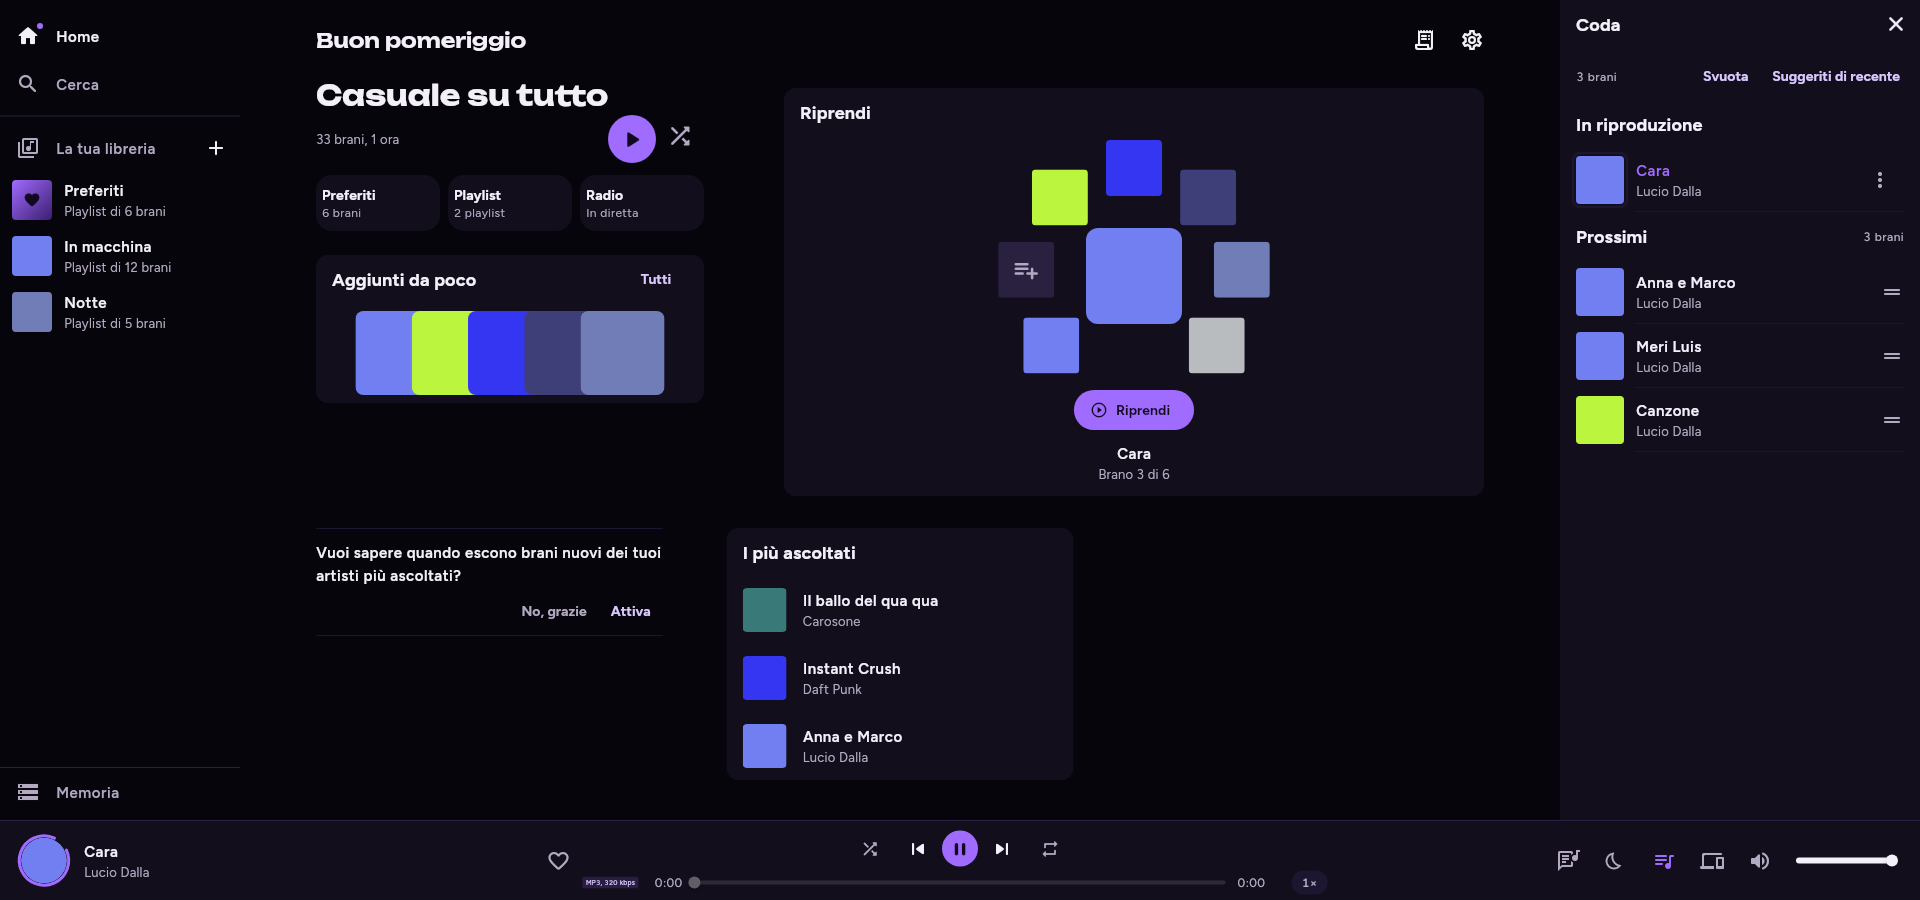 Home
Cerca
La tua libreria
Preferiti
Playlist di 6 brani
In macchina
Playlist di 12 brani
Notte
Playlist di 5 brani
Memoria
Buon pomeriggio
Casuale su tutto
33 brani, 1 ora
Preferiti
6 brani
Playlist
2 playlist
Radio
In diretta
Aggiunti da poco
Tutti
Riprendi
Riprendi
Cara
Brano 3 di 6
Vuoi sapere quando escono brani nuovi dei tuoi
artisti più ascoltati?
No, grazie
Attiva
I più ascoltati
Il ballo del qua qua
Carosone
Instant Crush
Daft Punk
Anna e Marco
Lucio Dalla
Coda
3 brani
Svuota
Suggeriti di recente
In riproduzione
Cara
Lucio Dalla
Prossimi
3 brani
Anna e Marco
Lucio Dalla
Meri Luis
Lucio Dalla
Canzone
Lucio Dalla
Cara
Lucio Dalla
MP3, 320 kbps
0:00
0:00
1×